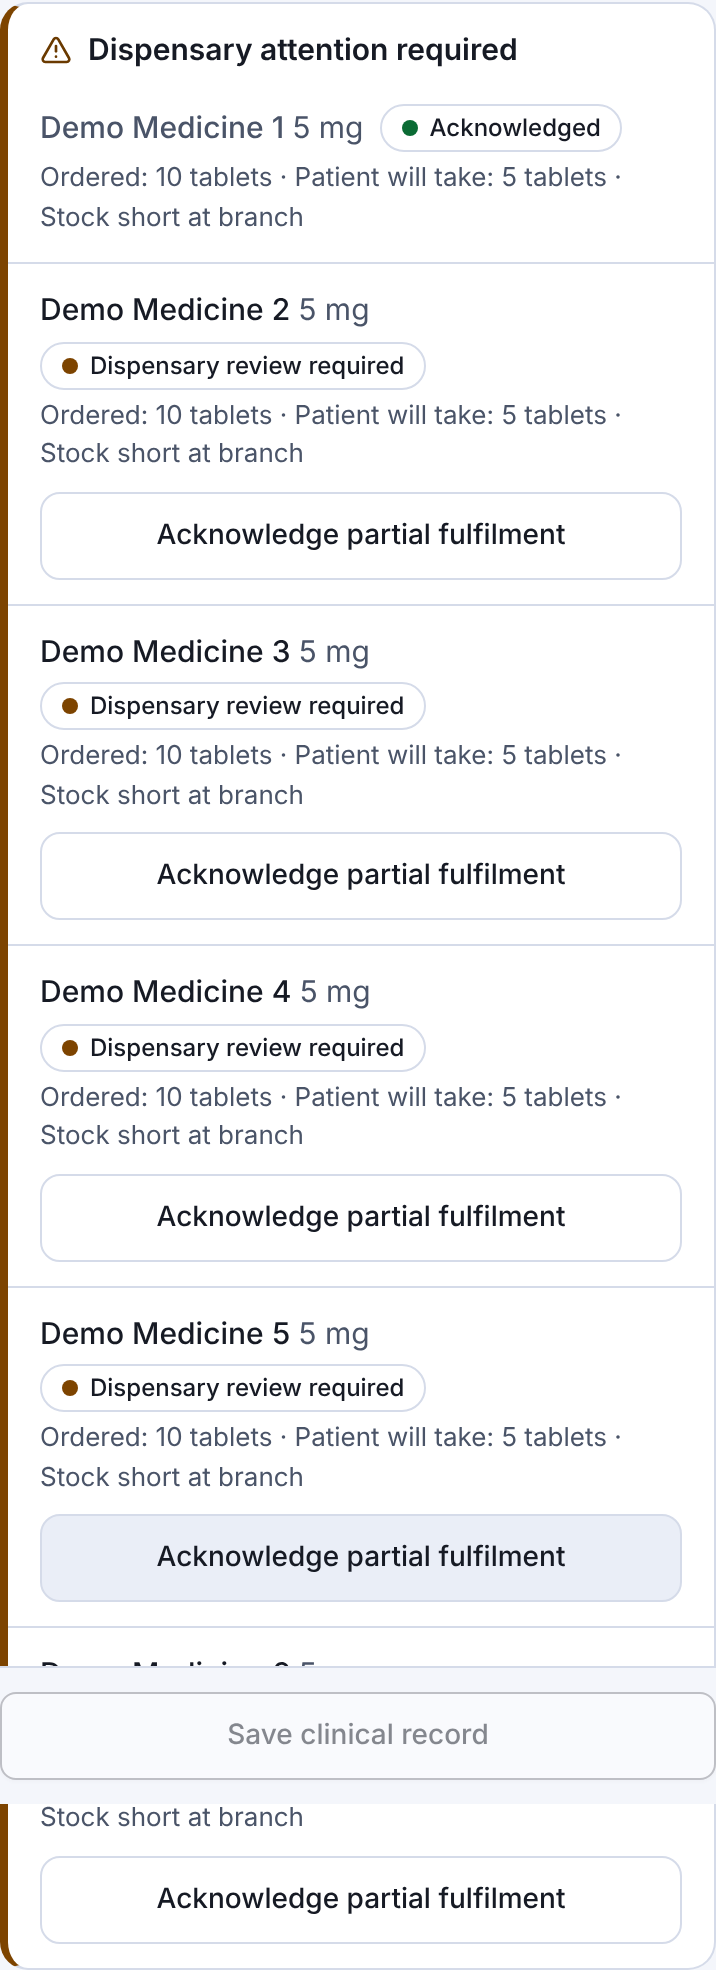 Dispensary attention required
Demo Medicine 1 5 mg Acknowledged
Ordered: 10 tablets · Patient will take: 5 tablets ·
Stock short at branch
Demo Medicine 2 5 mg
Dispensary review required
Ordered: 10 tablets · Patient will take: 5 tablets ·
Stock short at branch
Acknowledge partial fulfilment
Demo Medicine 3 5 mg
Dispensary review required
Ordered: 10 tablets · Patient will take: 5 tablets ·
Stock short at branch
Acknowledge partial fulfilment
Demo Medicine 4 5 mg
Dispensary review required
Ordered: 10 tablets · Patient will take: 5 tablets ·
Stock short at branch
Acknowledge partial fulfilment
Demo Medicine 5 5 mg
Dispensary review required
Ordered: 10 tablets · Patient will take: 5 tablets ·
Stock short at branch
Acknowledge partial fulfilment
Save clinical record
Stock short at branch
Acknowledge partial fulfilment